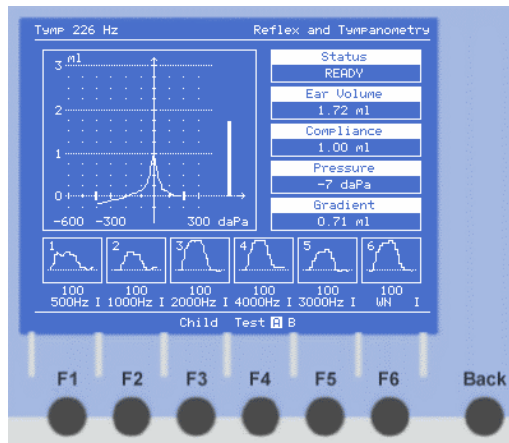 Tymp 226 Hz Reflex and Tympanometry
ml
3
2
1
0
-600 -300 300 daPa
Status
READY
Ear Volume
1.72 ml
Compliance
1.00 ml
Pressure
-7 daPa
Gradient
0.71 ml
1 2 3 4 5 6
100 100 100 100 100 100
500Hz I 1000Hz I 2000Hz I 4000Hz I 3000Hz I WN I
Child Test A B
F1 F2 F3 F4 F5 F6 Back